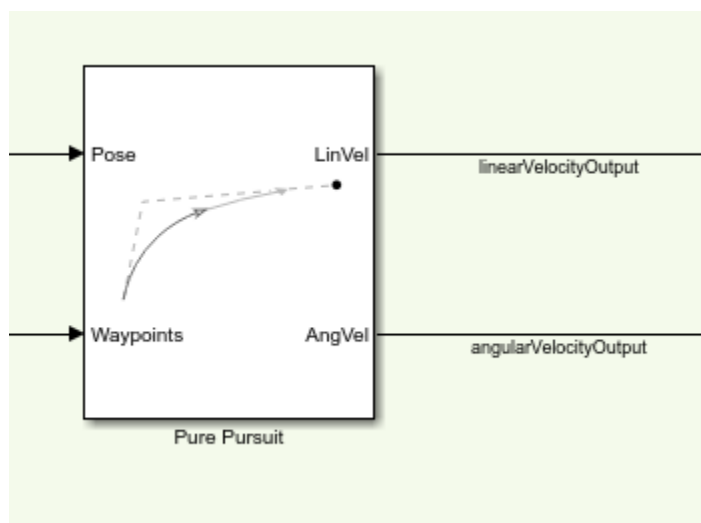 Pose
LinVel
linearVelocityOutput
Waypoints
AngVel
angularVelocityOutput
Pure Pursuit